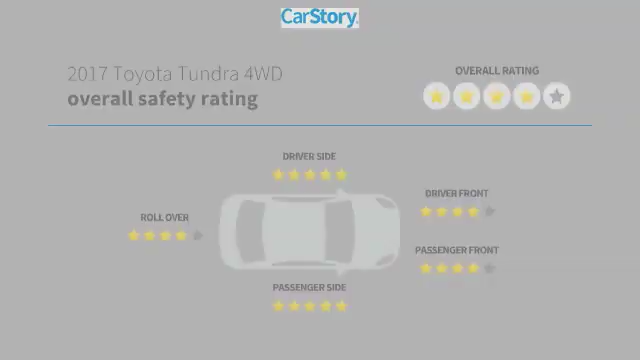 CarStory.
2017 Toyota Tundra 4WD
overall safety rating
OVERALL RATING
DRIVER SIDE
DRIVER FRONT
ROLL OVER
PASSENGER FRONT
PASSENGER SIDE